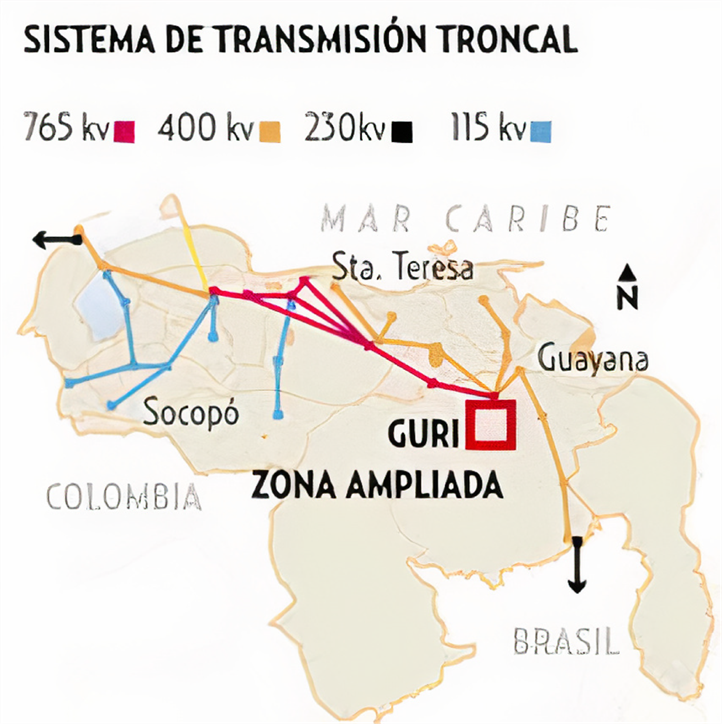 SISTEMA DE TRANSMISIÓN TRONCAL
765 kv 400 kv 230kv 115 kv
MAR CARIBE
Sta. Teresa
N
Guayana
Socopó
GURI
ZONA AMPLIADA
COLOMBIA
BRASIL